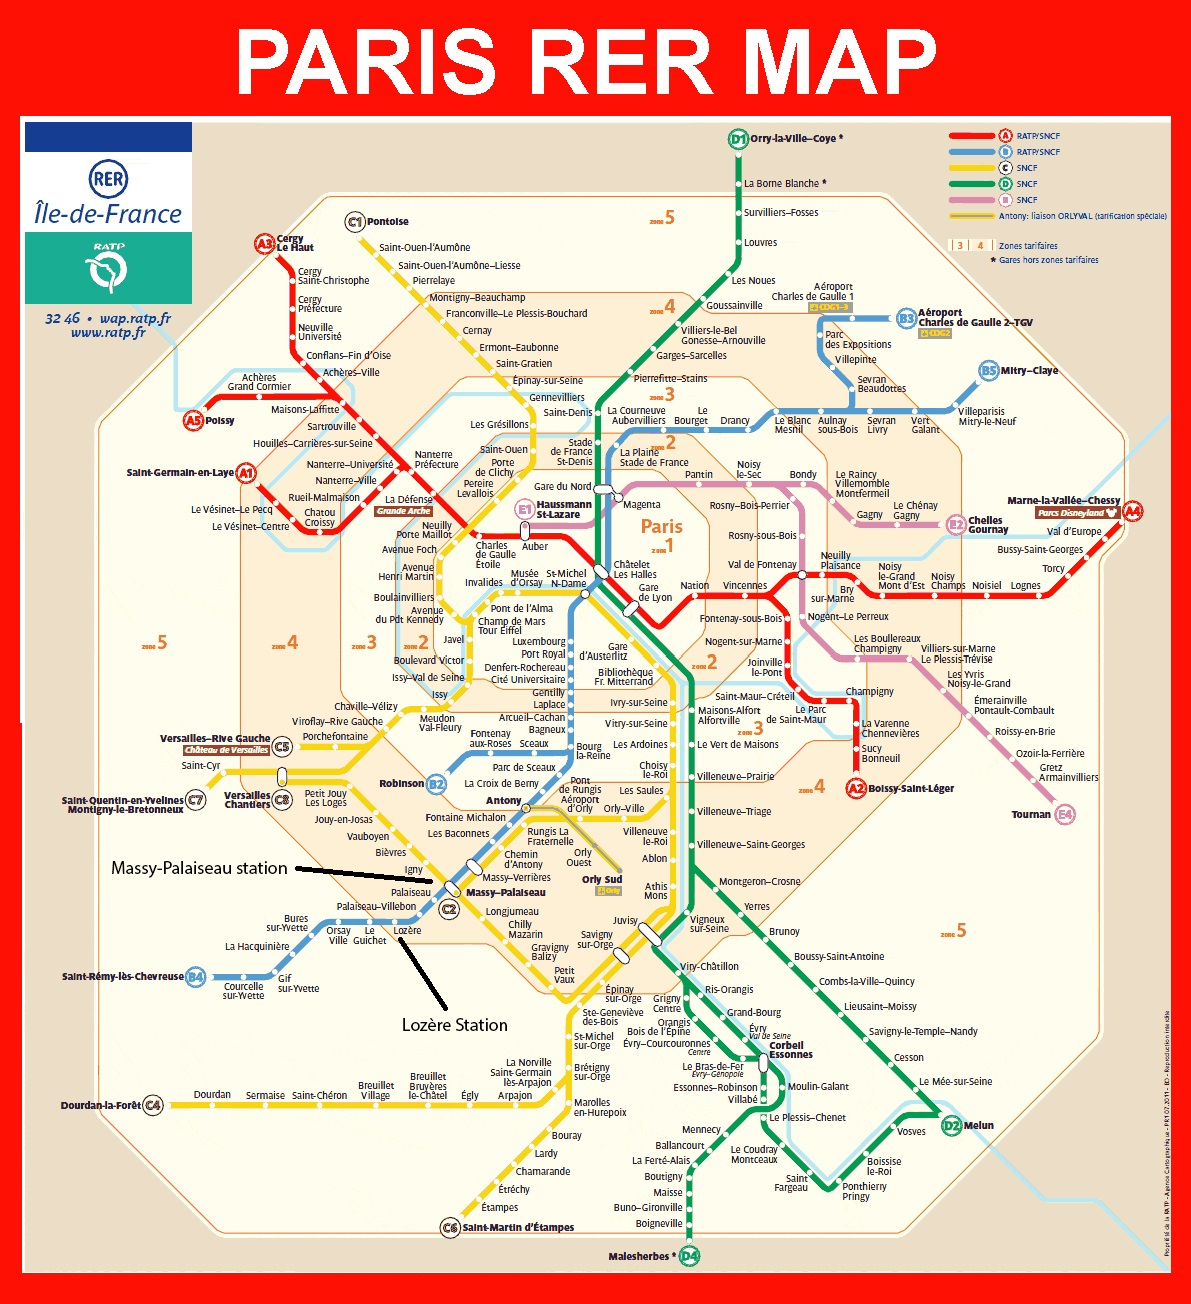 PARIS RER MAP
RER
Île-de-France
RATP
32 46 • wap.ratp.fr
www.ratp.fr
A RATP/SNCF
B RATP/SNCF
C SNCF
D SNCF
E SNCF
Antony: liaison ORLYVAL (tarification spéciale)
3 4 Zones tarifaires
* Gares hors zones tarifaires
D1 Orry-la-Ville–Coye *
La Borne Blanche *
Survilliers–Fosses
Louvres
Les Noues
Goussainville
Villiers-le-Bel
Gonesse–Arnouville
Garges–Sarcelles
Pierrefitte–Stains
Saint-Denis
Stade
de France
St-Denis
zone 5
zone 4
zone 3
zone 2
Paris
zone 1
C1 Pontoise
Saint-Ouen-l'Aumône
Saint-Ouen-l'Aumône–Liesse
Pierrelaye
Montigny–Beauchamp
Franconville–Le Plessis-Bouchard
Cernay
Ermont–Eaubonne
Saint-Gratien
Épinay-sur-Seine
Gennevilliers
Les Grésillons
Saint-Ouen
Porte
de Clichy
Pereire
Levallois
Neuilly
Porte Maillot
Avenue Foch
Avenue
Henri Martin
Boulainvilliers
Avenue
du Pdt Kennedy
A3 Cergy
Le Haut
Cergy
Saint-Christophe
Cergy
Préfecture
Neuville
Université
Conflans–Fin d'Oise
Achères–Ville
Achères
Grand Cormier
A5 Poissy
Maisons-Laffitte
Sartrouville
Houilles–Carrières-sur-Seine
Nanterre–Université
Nanterre
Préfecture
Nanterre–Ville
Rueil-Malmaison
Chatou
Croissy
Le Vésinet–Le Pecq
Le Vésinet–Centre
Saint-Germain-en-Laye A1
La Défense
Grande Arche
Charles
de Gaulle
Étoile
Auber
E1 Haussmann
St-Lazare
Gare du Nord
Magenta
La Plaine
Stade de France
La Courneuve
Aubervilliers
Le
Bourget
Drancy
Le Blanc
Mesnil
Aulnay
sous-Bois
Sevran
Livry
Vert
Galant
Villeparisis
Mitry-le-Neuf
B5 Mitry–Claye
Aéroport
Charles de Gaulle 1
CDG1-3
B3 Aéroport
Charles de Gaulle 2–TGV
CDG2
Parc
des Expositions
Villepinte
Sevran
Beaudottes
Pantin
Noisy
le-Sec
Bondy
Le Raincy
Villemomble
Montfermeil
Gagny
Le Chénay
Gagny
E2 Chelles
Gournay
Rosny–Bois-Perrier
Rosny-sous-Bois
Val de Fontenay
Neuilly
Plaisance
Bry
sur-Marne
Noisy
le-Grand
Mont d'Est
Noisy
Champs
Noisiel
Lognes
Torcy
Bussy-Saint-Georges
Val d'Europe
Marne-la-Vallée–Chessy A4
Parcs Disneyland
Châtelet
Les Halles
Gare
de Lyon
Nation
Vincennes
Fontenay-sous-Bois
Nogent-sur-Marne
Joinville
le-Pont
Saint-Maur–Créteil
Le Parc
de Saint-Maur
Champigny
La Varenne
Chennevières
Sucy
Bonneuil
A2 Boissy-Saint-Léger
Nogent–Le Perreux
Les Boullereaux
Champigny
Villiers-sur-Marne
Le Plessis-Trévise
Les Yvris
Noisy-le-Grand
Émerainville
Pontault-Combault
Roissy-en-Brie
Ozoir-la-Ferrière
Gretz
Armainvilliers
Tournan E4
Invalides
Musée
d'Orsay
St-Michel
N-Dame
Pont de l'Alma
Champ de Mars
Tour Eiffel
Javel
Boulevard Victor
Issy–Val de Seine
Issy
Meudon
Val-Fleury
Chaville–Vélizy
Viroflay–Rive Gauche
Porchefontaine
Versailles–Rive Gauche C5
Château de Versailles
Saint-Cyr
Saint-Quentin-en-Yvelines C7
Montigny-le-Bretonneux
Versailles C8
Chantiers
Petit Jouy
Les Loges
Jouy-en-Josas
Vauboyen
Bièvres
Igny
zone 5
zone 4
zone 3
zone 2
Luxembourg
Port Royal
Denfert-Rochereau
Cité Universitaire
Gentilly
Laplace
Arcueil–Cachan
Bagneux
Bourg
la-Reine
Fontenay
aux-Roses
Sceaux
Robinson B2
Parc de Sceaux
La Croix de Berny
Antony
Fontaine Michalon
Les Baconnets
Massy–Verrières
Massy–Palaiseau
C2
Palaiseau
Palaiseau–Villebon
Lozère
Le
Guichet
Orsay
Ville
Bures
sur-Yvette
La Hacquinière
Gif
sur-Yvette
Courcelle
sur-Yvette
Saint-Rémy-lès-Chevreuse B4
Massy-Palaiseau station
Lozère Station
Gare
d'Austerlitz
Bibliothèque
Fr. Mitterrand
Ivry-sur-Seine
Vitry-sur-Seine
Les Ardoines
Choisy
le-Roi
Les Saules
Villeneuve
le-Roi
Ablon
Athis
Mons
Juvisy
Pont
de Rungis
Aéroport
d'Orly
Orly–Ville
Rungis La
Fraternelle
Chemin
d'Antony
Orly
Ouest
Orly Sud
Orly
zone 2
zone 3
zone 4
zone 5
Maisons-Alfort
Alfortville
Le Vert de Maisons
Villeneuve–Prairie
Villeneuve–Triage
Villeneuve–Saint-Georges
Montgeron–Crosne
Yerres
Brunoy
Boussy-Saint-Antoine
Combs-la-Ville–Quincy
Lieusaint–Moissy
Savigny-le-Temple–Nandy
Cesson
Le Mée-sur-Seine
D2 Melun
Vosves
Boissise
le-Roi
Ponthierry
Pringy
Saint
Fargeau
Le Coudray
Montceaux
Le Plessis–Chenet
Vigneux
sur-Seine
Viry-Châtillon
Ris-Orangis
Grand-Bourg
Évry
Val de Seine
Corbeil
Essonnes
Grigny
Centre
Orangis
Bois de l'Épine
Évry–Courcouronnes
Centre
Le Bras-de-Fer
Évry–Génopole
Essonnes–Robinson
Villabé
Moulin-Galant
Mennecy
Ballancourt
La Ferté-Alais
Boutigny
Maisse
Buno–Gironville
Boigneville
Malesherbes * D4
Longjumeau
Chilly
Mazarin
Gravigny
Balizy
Petit
Vaux
Savigny
sur-Orge
Épinay
sur-Orge
Ste-Geneviève
des-Bois
St-Michel
sur-Orge
Brétigny
sur-Orge
Marolles
en-Hurepoix
Bouray
Lardy
Chamarande
Étréchy
Étampes
C6 Saint-Martin d'Étampes
La Norville
Saint-Germain
lès-Arpajon
Arpajon
Égly
Breuillet
Bruyères
le-Châtel
Breuillet
Village
Saint-Chéron
Sermaise
Dourdan
Dourdan-la-Forêt C4